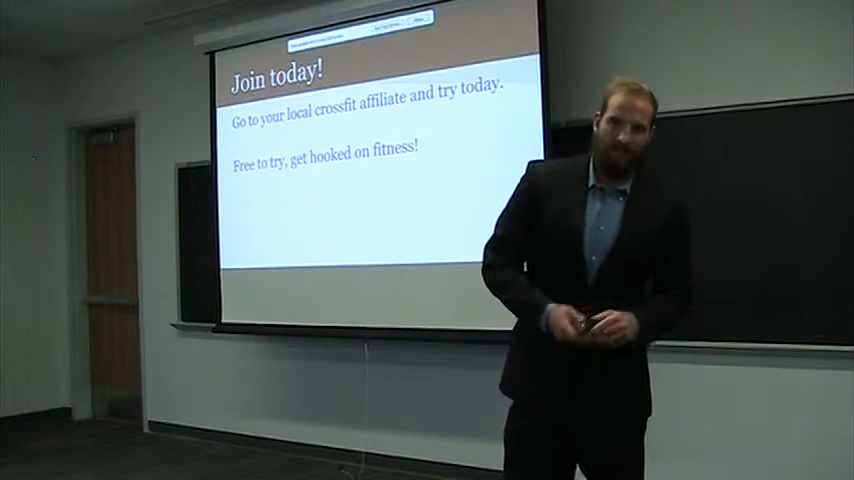 Join today!
Go to your local crossfit affiliate and try today.
Free to try, get hooked on fitness!